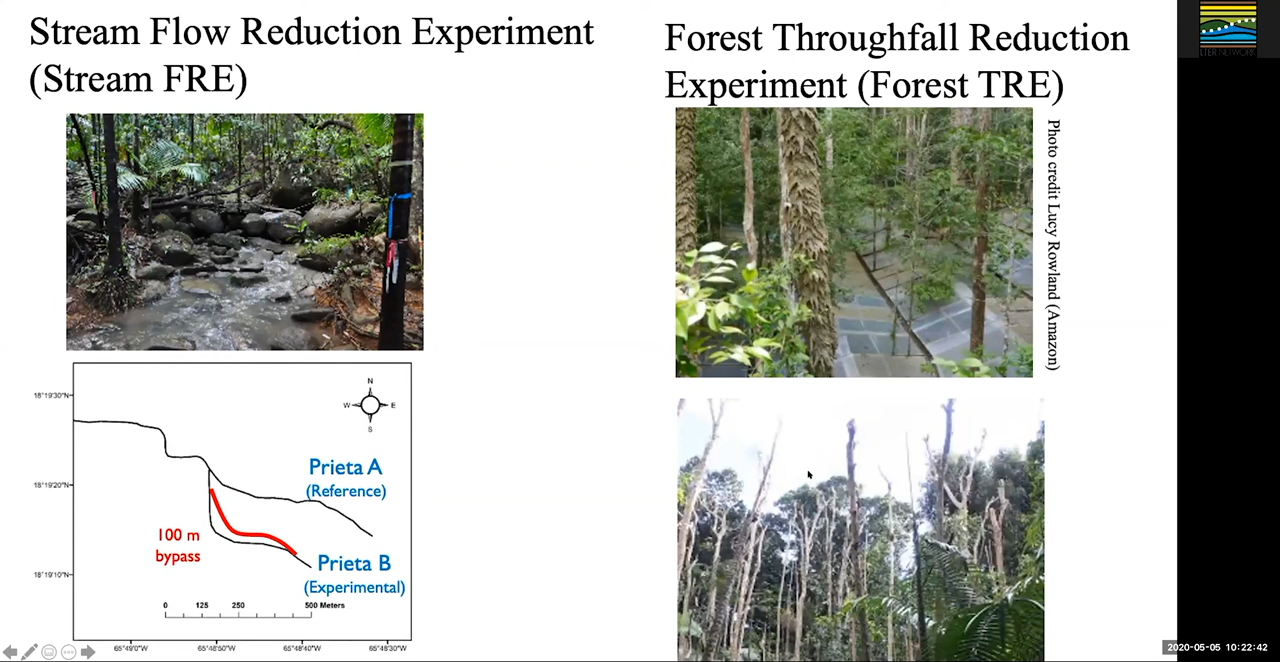 Stream Flow Reduction Experiment
(Stream FRE)
Forest Throughfall Reduction
Experiment (Forest TRE)
Photo credit Lucy Rowland (Amazon)
18°19'30"N
18°19'20"N
18°19'10"N
N
W
E
S
Prieta A
(Reference)
100 m
bypass
Prieta B
(Experimental)
0 125 250 500 Meters
65°49'0"W 65°48'50"W 65°48'40"W 65°48'30"W
LTER NETWORK
2020-05-05 10:22:42